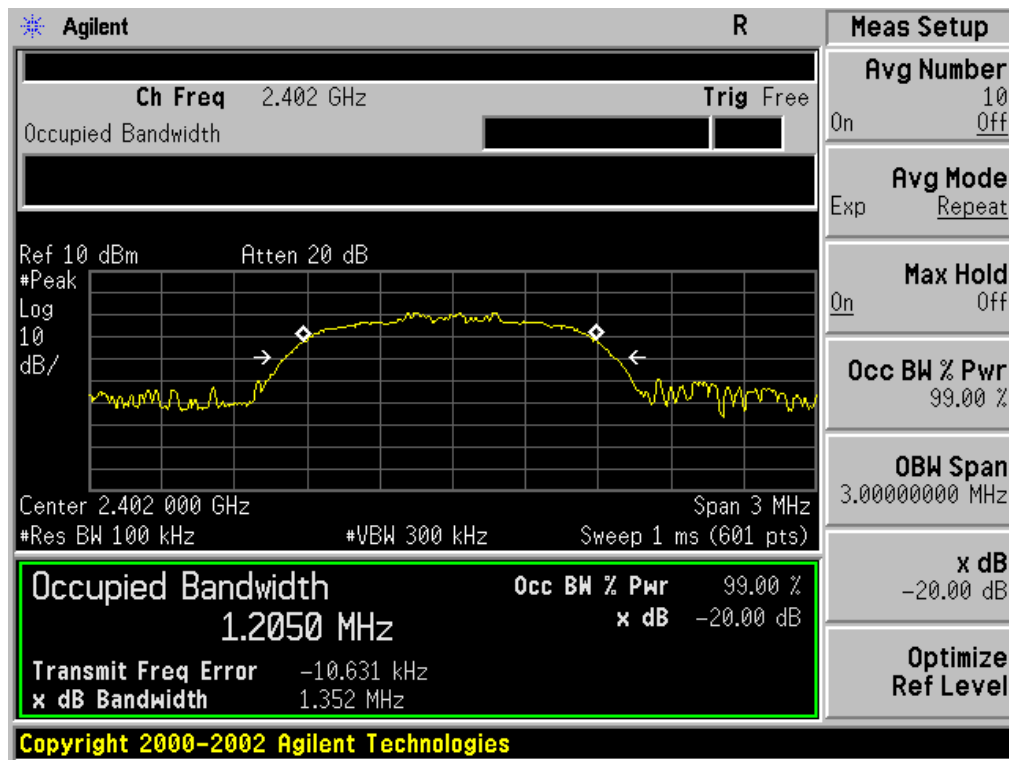 Agilent R
Ch Freq 2.402 GHz Trig Free
Occupied Bandwidth
Ref 10 dBm Atten 20 dB
#Peak
Log
10
dB/
Center 2.402 000 GHz Span 3 MHz
#Res BW 100 kHz #VBW 300 kHz Sweep 1 ms (601 pts)
Occupied Bandwidth Occ BW % Pwr 99.00 %
1.2050 MHz x dB -20.00 dB
Transmit Freq Error -10.631 kHz
x dB Bandwidth 1.352 MHz
Copyright 2000-2002 Agilent Technologies
Meas Setup
Avg Number
10
On Off
Avg Mode
Exp Repeat
Max Hold
On Off
Occ BW % Pwr
99.00 %
OBW Span
3.00000000 MHz
x dB
-20.00 dB
Optimize
Ref Level